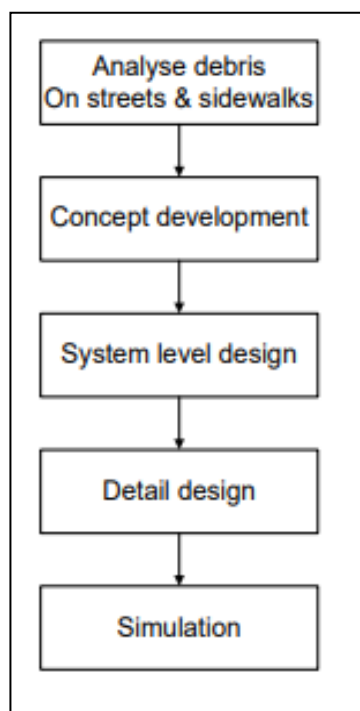 Analyse debris
On streets & sidewalks
Concept development
System level design
Detail design
Simulation